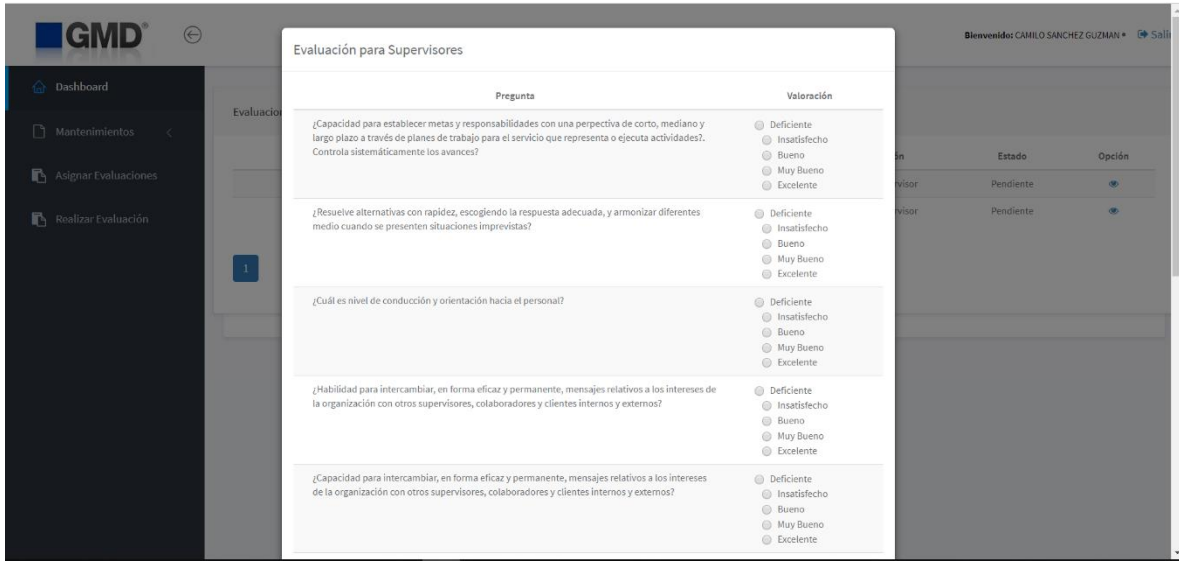 GMD®
Bienvenido: CAMILO SANCHEZ GUZMAN
Dashboard
Mantenimientos
Asignar Evaluaciones
Realizar Evaluación
Evaluación para Supervisores
Pregunta Valoración
¿Capacidad para establecer metas y responsabilidades con una perpectiva de corto, mediano y
largo plazo a través de planes de trabajo para el servicio que representa o ejecuta actividades?.
Controla sistemáticamente los avances?
Deficiente
Insatisfecho
Bueno
Muy Bueno
Excelente
¿Resuelve alternativas con rapidez, escogiendo la respuesta adecuada, y armonizar diferentes
medio cuando se presenten situaciones imprevistas?
Deficiente
Insatisfecho
Bueno
Muy Bueno
Excelente
¿Cuál es nivel de conducción y orientación hacia el personal?
Deficiente
Insatisfecho
Bueno
Muy Bueno
Excelente
¿Habilidad para intercambiar, en forma eficaz y permanente, mensajes relativos a los intereses de
la organización con otros supervisores, colaboradores y clientes internos y externos?
Deficiente
Insatisfecho
Bueno
Muy Bueno
Excelente
¿Capacidad para intercambiar, en forma eficaz y permanente, mensajes relativos a los intereses
de la organización con otros supervisores, colaboradores y clientes internos y externos?
Deficiente
Insatisfecho
Bueno
Muy Bueno
Excelente
Estado Opción
Pendiente
Pendiente
1